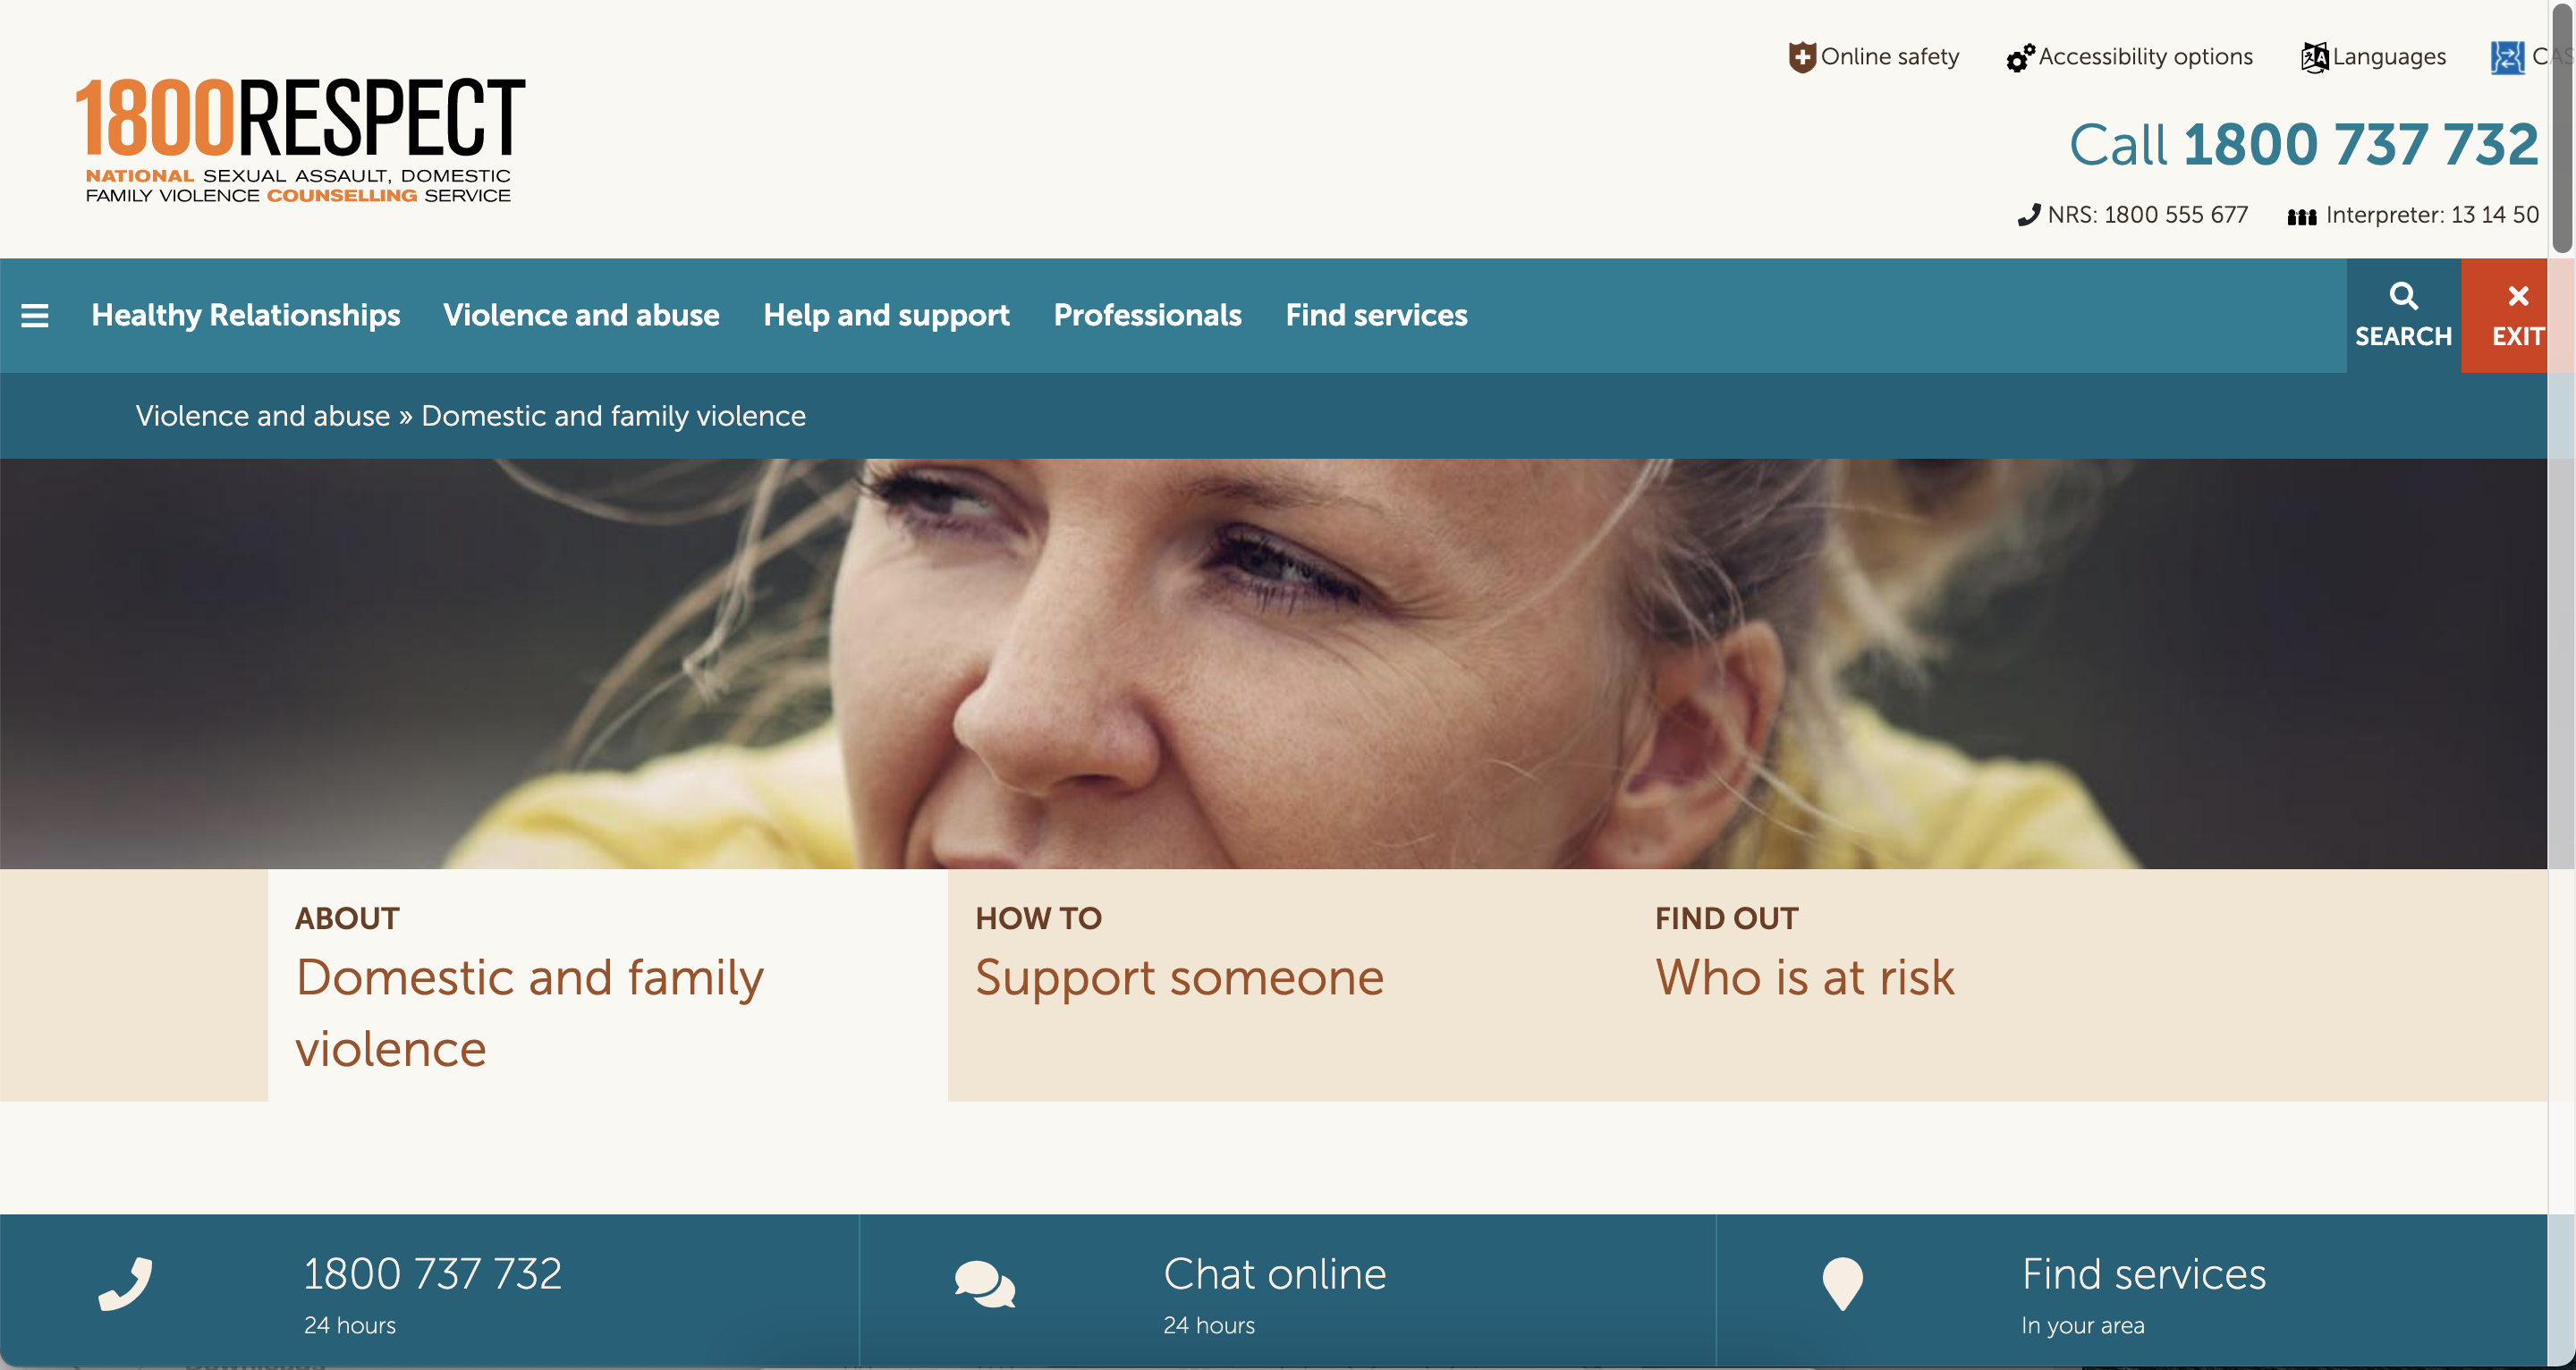 Online safety
Accessibility options
Languages
1800RESPECT
NATIONAL SEXUAL ASSAULT, DOMESTIC
FAMILY VIOLENCE COUNSELLING SERVICE
Call 1800 737 732
NRS: 1800 555 677
Interpreter: 13 14 50
Healthy Relationships
Violence and abuse
Help and support
Professionals
Find services
SEARCH
EXIT
Violence and abuse » Domestic and family violence
ABOUT
Domestic and family
violence
HOW TO
Support someone
FIND OUT
Who is at risk
1800 737 732
24 hours
Chat online
24 hours
Find services
In your area